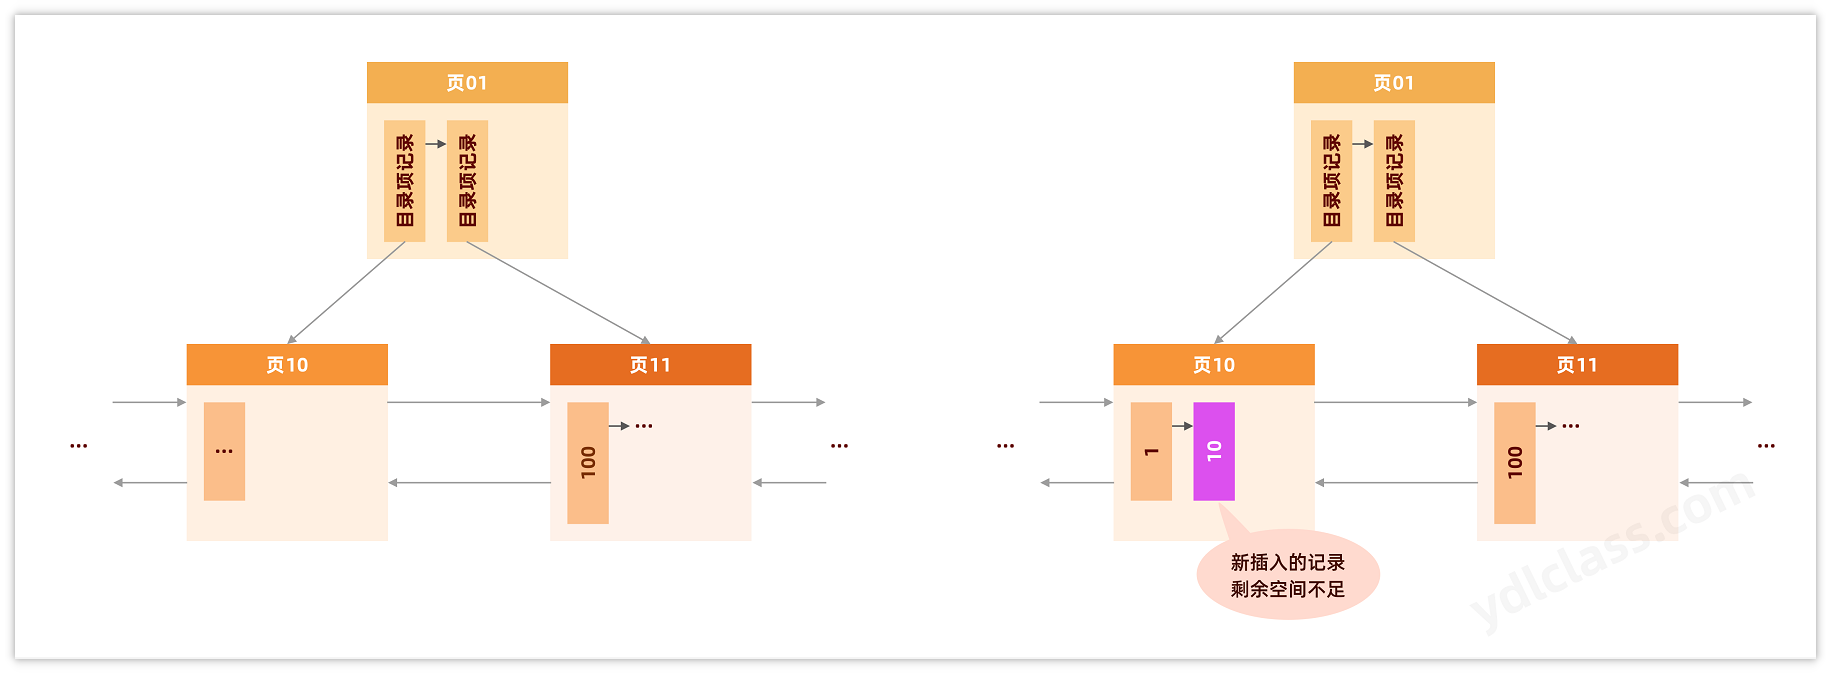 页01
目录项记录
目录项记录
页10
页11
...
...
100
...
...
页01
目录项记录
目录项记录
页10
页11
...
1
10
100
...
...
新插入的记录
剩余空间不足
ydlclass.com